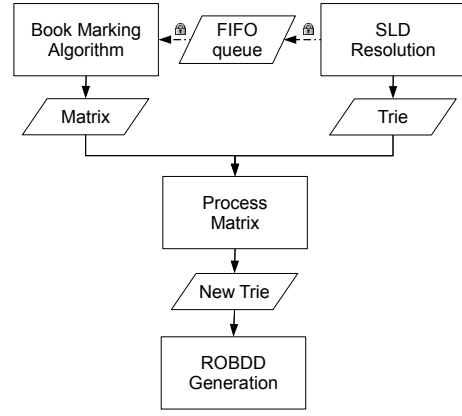 Book Marking
Algorithm
FIFO
queue
SLD
Resolution
Matrix
Trie
Process
Matrix
New Trie
ROBDD
Generation